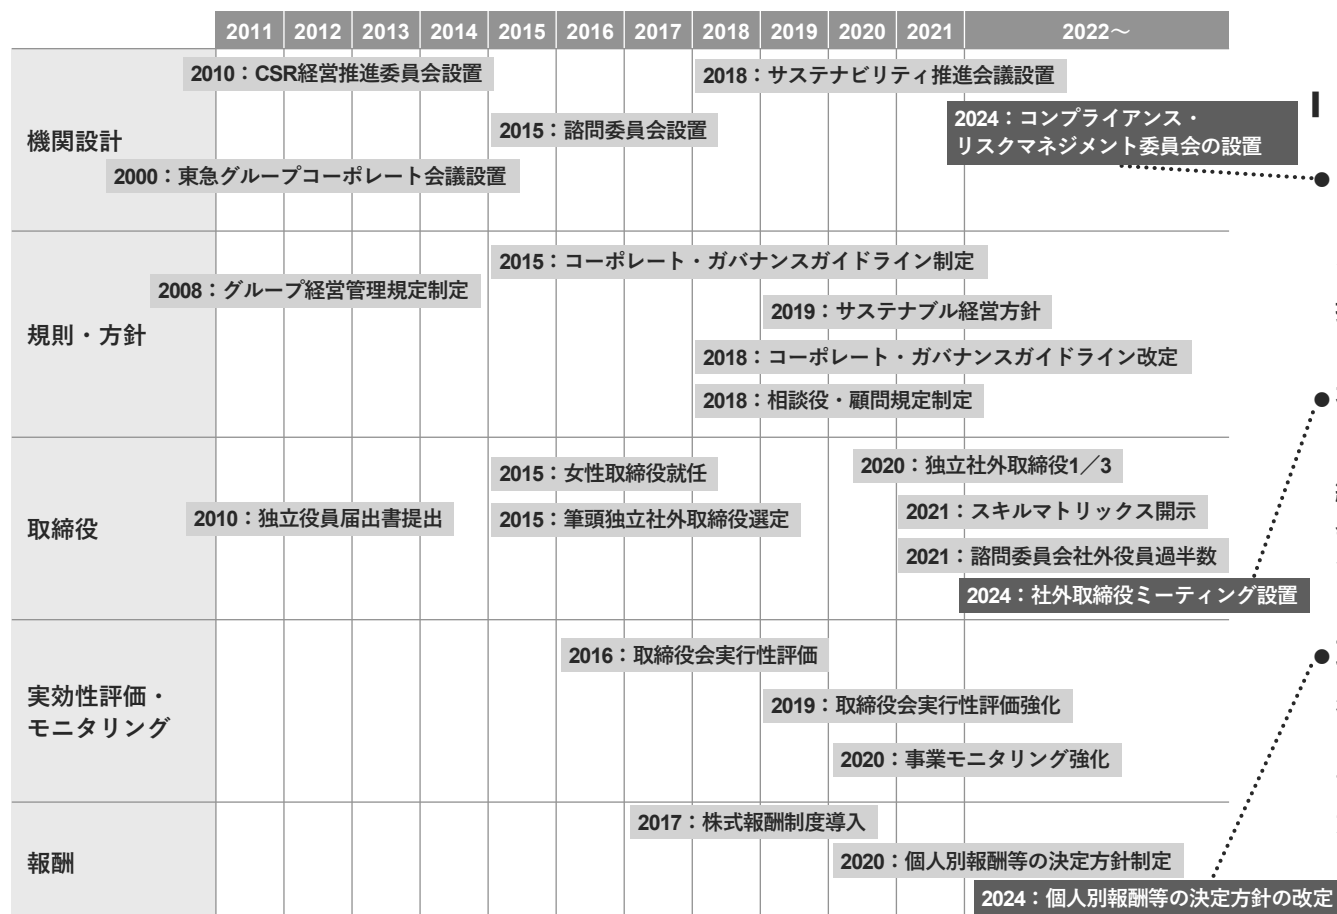 2011 2012 2013 2014 2015 2016 2017 2018 2019 2020 2021 2022～
機関設計
2010：CSR経営推進委員会設置
2018：サステナビリティ推進会議設置
2015：諮問委員会設置
2024：コンプライアンス・
リスクマネジメント委員会の設置
2000：東急グループコーポレート会議設置
規則・方針
2015：コーポレート・ガバナンスガイドライン制定
2008：グループ経営管理規定制定
2019：サステナブル経営方針
2018：コーポレート・ガバナンスガイドライン改定
2018：相談役・顧問規定制定
取締役
2020：独立社外取締役1／3
2015：女性取締役就任
2010：独立役員届出書提出
2015：筆頭独立社外取締役選定
2021：スキルマトリックス開示
2021：諮問委員会社外役員過半数
2024：社外取締役ミーティング設置
実効性評価・
モニタリング
2016：取締役会実行性評価
2019：取締役会実行性評価強化
2020：事業モニタリング強化
報酬
2017：株式報酬制度導入
2020：個人別報酬等の決定方針制定
2024：個人別報酬等の決定方針の改定